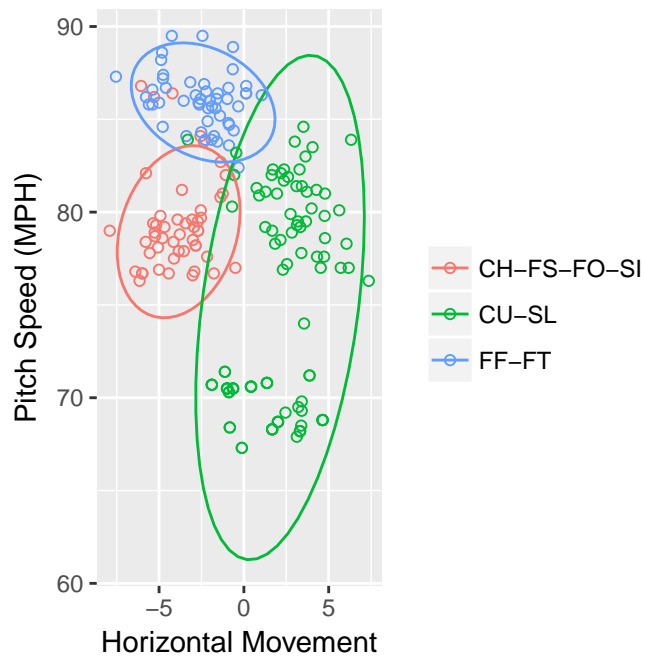 90
80
70
60
Pitch Speed (MPH)
−5 0 5
Horizontal Movement
CH−FS−FO−SI
CU−SL
FF−FT